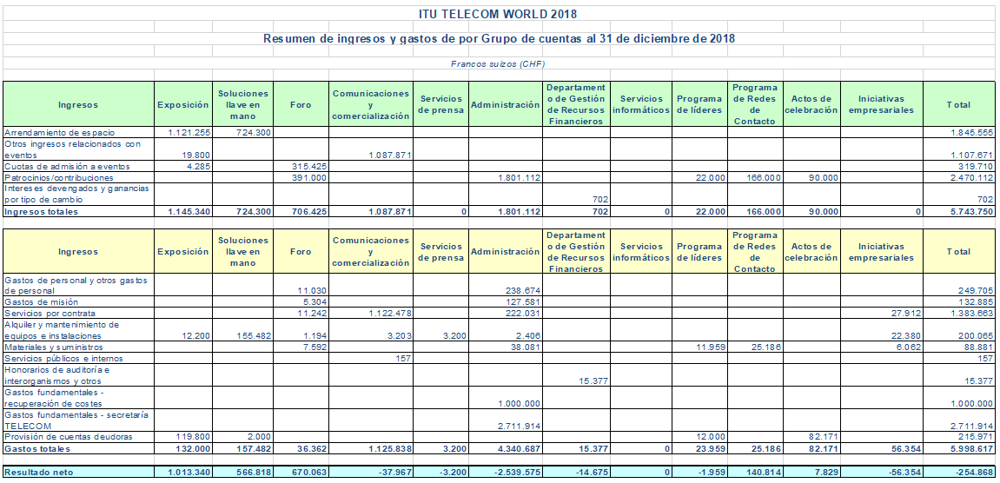 ITU TELECOM WORLD 2018
Resumen de ingresos y gastos de por Grupo de cuentas al 31 de diciembre de 2018
Francos suizos (CHF)
Ingresos Exposición Soluciones llave en mano Foro Comunicaciones y comercialización Servicios de prensa Administración Departament o de Gestión de Recursos Financieros Servicios informáticos Programa de líderes Programa de Redes de Contacto Actos de celebración Iniciativas empresariales Total
Arrendamiento de espacio 1.121.255 724.300 1.845.555
Otros ingresos relacionados con
eventos 19.800 1.087.871 1.107.671
Cuotas de admisión a eventos 4.285 315.425 319.710
Patrocinios/contribuciones 391.000 1.801.112 22.000 166.000 90.000 2.470.112
Intereses devengados y ganancias
por tipo de cambio 702 702
Ingresos totales 1.145.340 724.300 706.425 1.087.871 0 1.801.112 702 0 22.000 166.000 90.000 0 5.743.750
Ingresos Exposición Soluciones llave en mano Foro Comunicaciones y comercialización Servicios de prensa Administración Departament o de Gestión de Recursos Financieros Servicios informáticos Programa de líderes Programa de Redes de Contacto Actos de celebración Iniciativas empresariales Total
Gastos de personal y otros gastos
de personal 11.030 238.674 249.705
Gastos de misión 5.304 127.581 132.885
Servicios por contrata 11.242 1.122.478 222.031 27.912 1.383.663
Alquiler y mantenimiento de
equipos e instalaciones 12.200 155.482 1.194 3.203 3.200 2.406 22.380 200.065
Materiales y suministros 7.592 38.081 11.959 25.186 6.062 88.881
Servicios públicos e internos 157 157
Honorarios de auditoría e
interorganismos y otros 15.377 15.377
Gastos fundamentales -
recuperación de costes 1.000.000 1.000.000
Gastos fundamentales - secretaría
TELECOM 2.711.914 2.711.914
Provisión de cuentas deudoras 119.800 2.000 12.000 82.171 215.971
Gastos totales 132.000 157.482 36.362 1.125.838 3.200 4.340.687 15.377 0 23.959 25.186 82.171 56.354 5.998.617
Resultado neto 1.013.340 566.818 670.063 -37.967 -3.200 -2.539.575 -14.675 0 -1.959 140.814 7.829 -56.354 -254.868